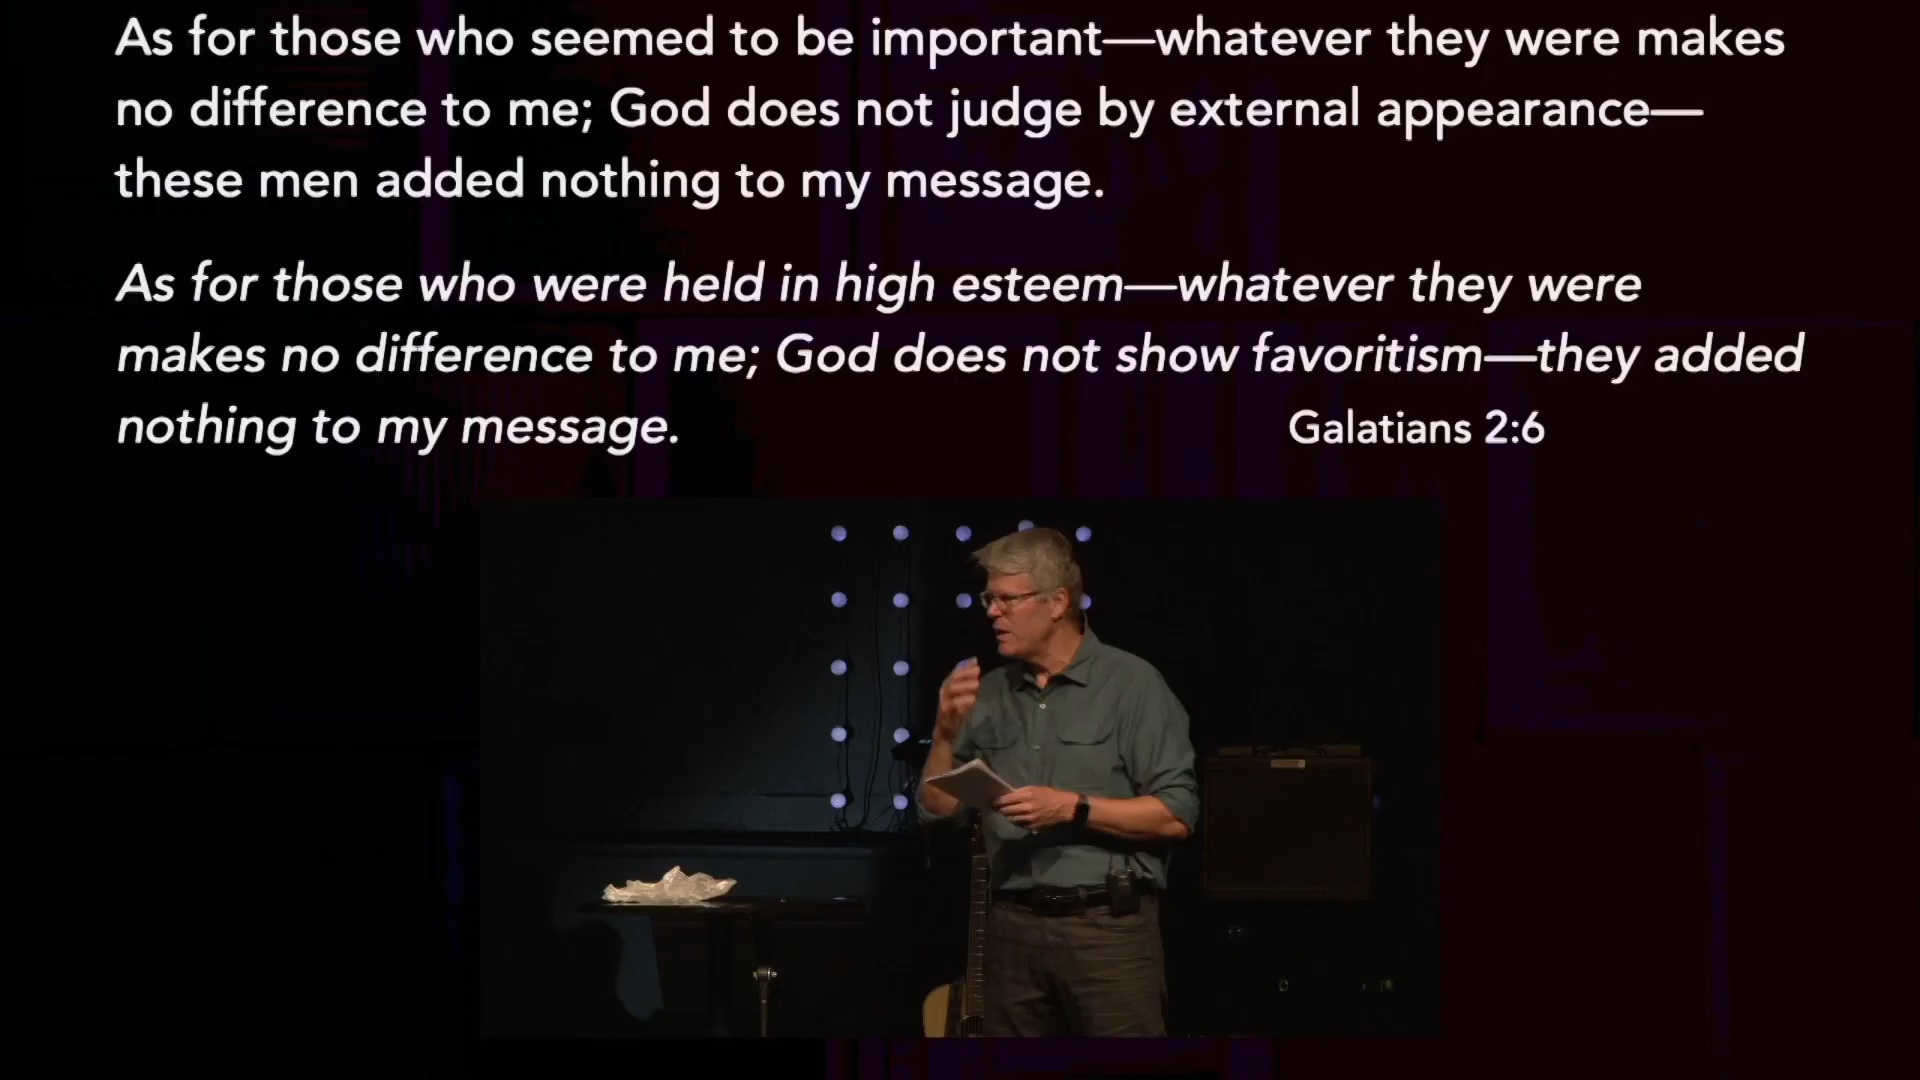 As for those who seemed to be important—whatever they were makes
no difference to me; God does not judge by external appearance—
these men added nothing to my message.
As for those who were held in high esteem—whatever they were
makes no difference to me; God does not show favoritism—they added
nothing to my message.
Galatians 2:6